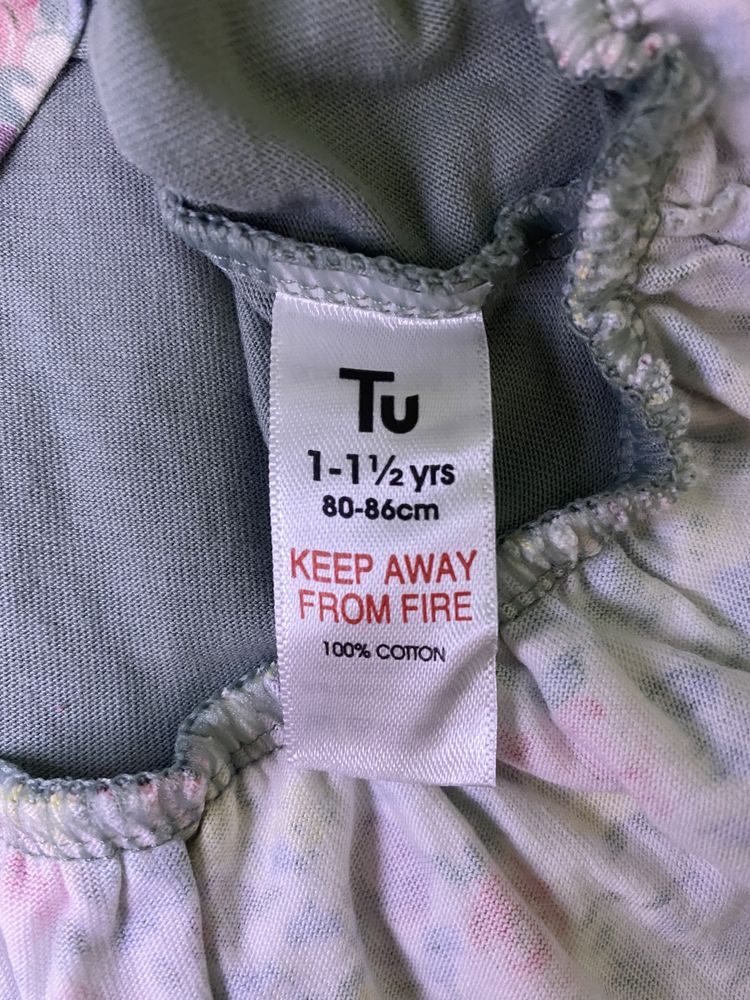 Tu
1-1½ yrs
80-86cm
KEEP AWAY
FROM FIRE
100% COTTON